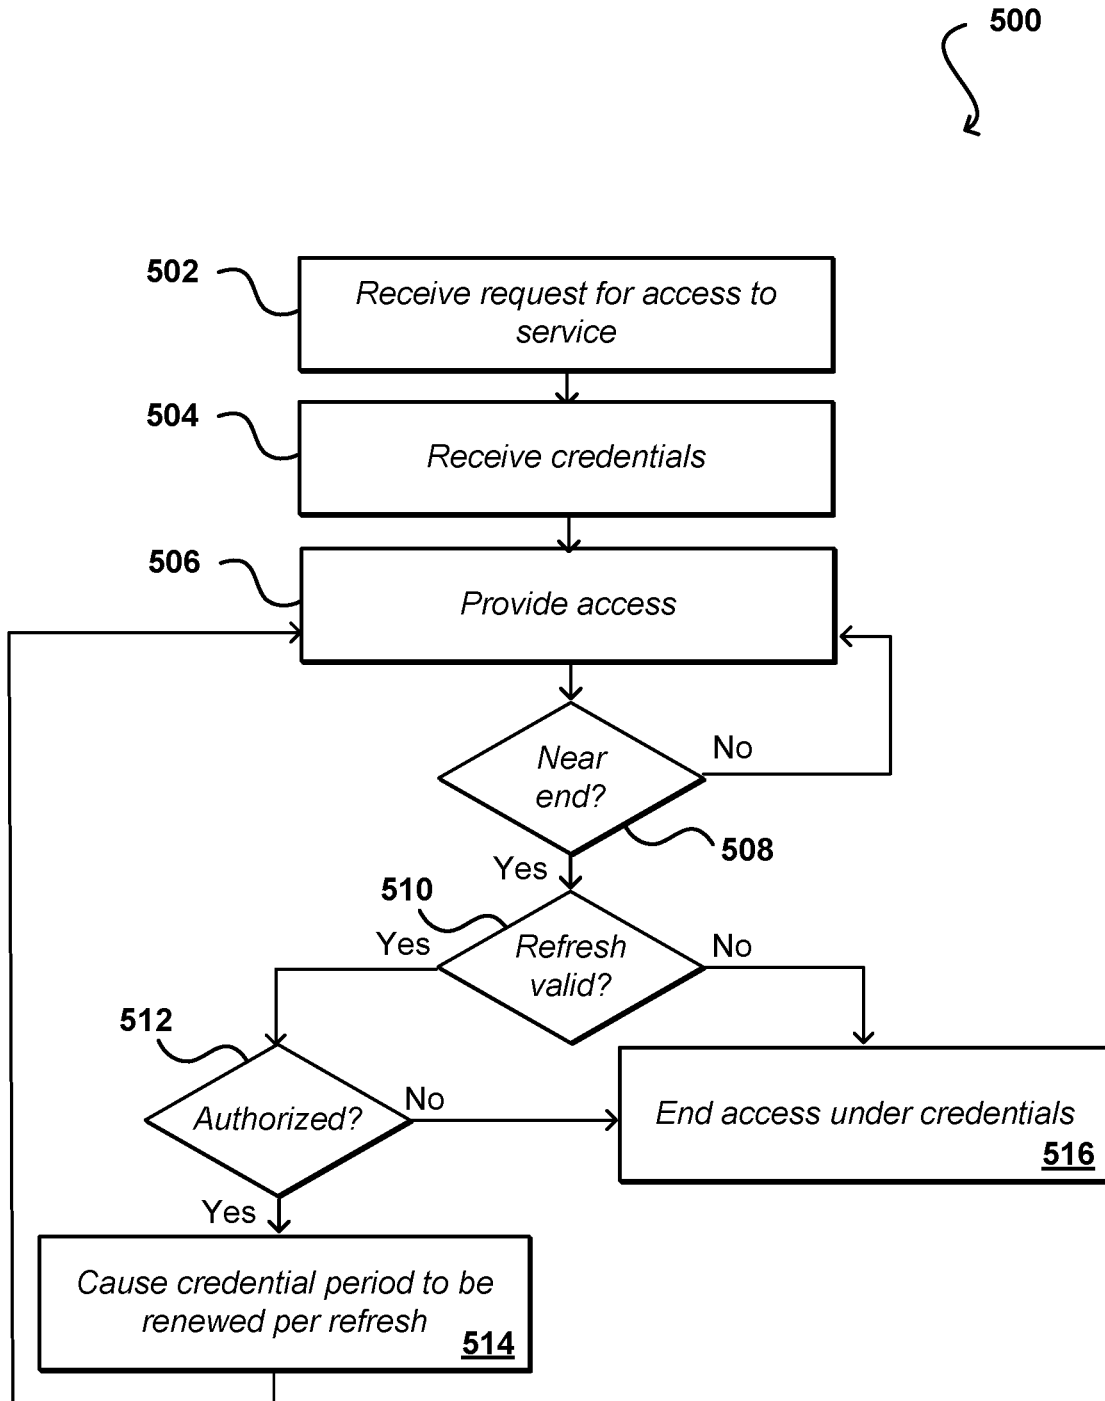 500
502
Receive request for access to
service
504
Receive credentials
506
Provide access
Near
end?
No
508
Yes
510
Yes
Refresh
valid?
No
512
Authorized?
No
End access under credentials
516
Yes
Cause credential period to be
renewed per refresh
514